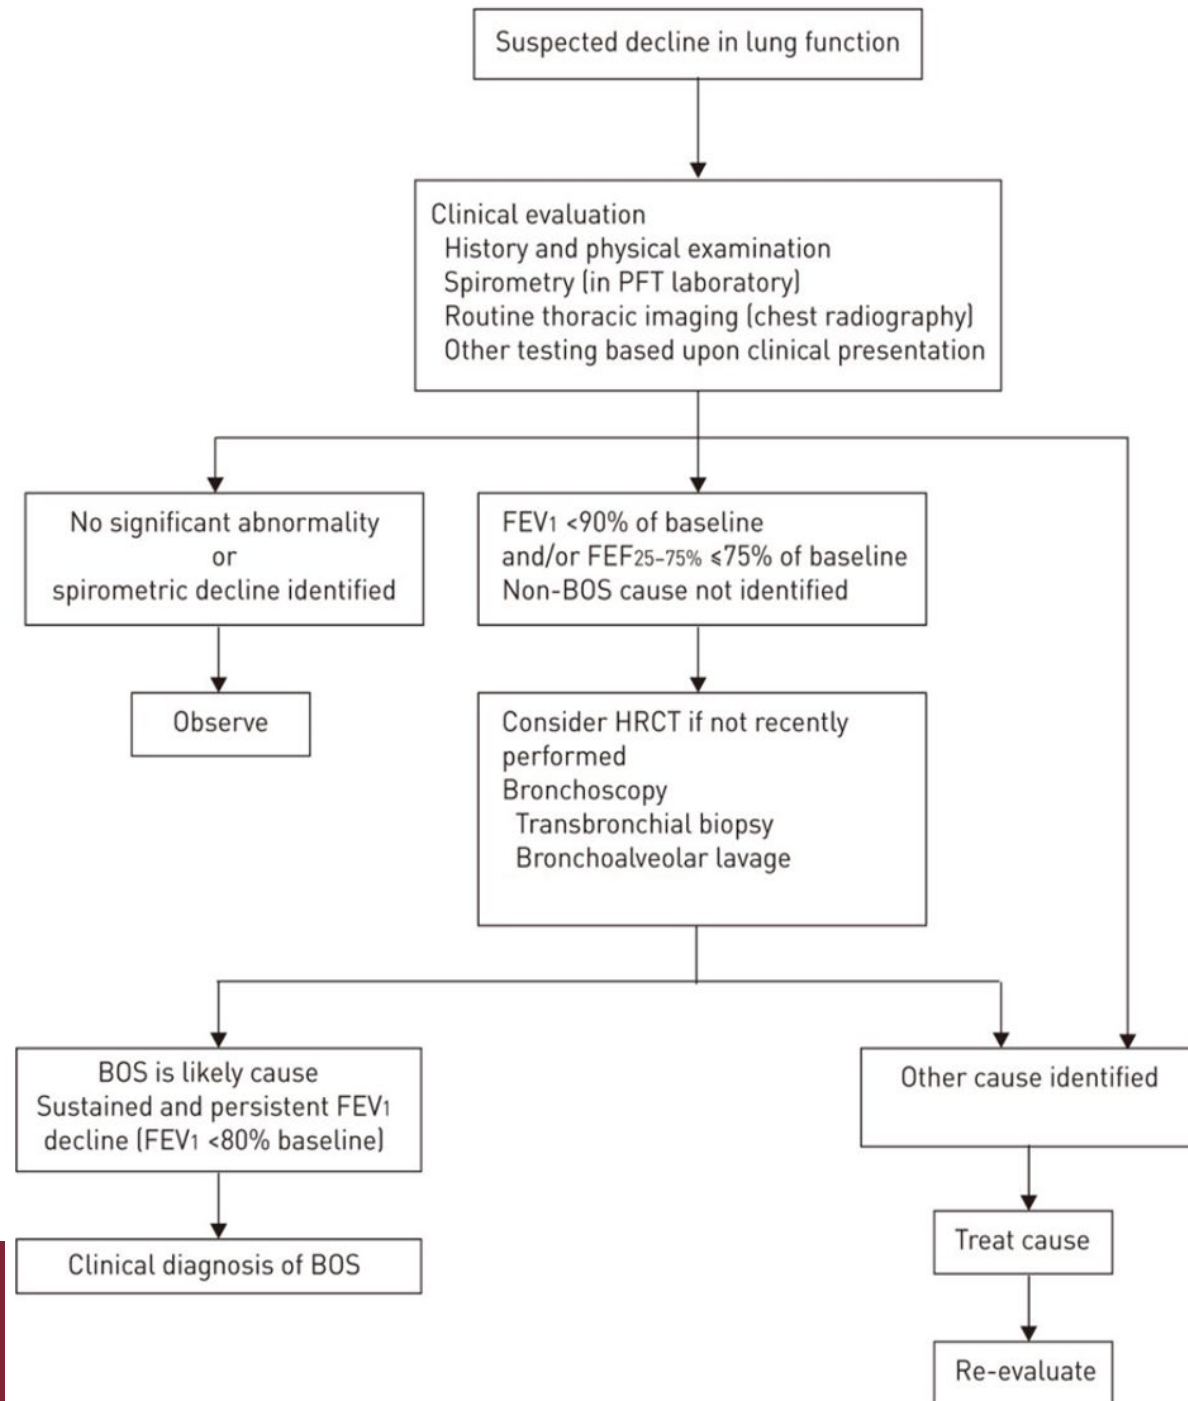 Suspected decline in lung function
Clinical evaluation
History and physical examination
Spirometry (in PFT laboratory)
Routine thoracic imaging (chest radiography)
Other testing based upon clinical presentation
No significant abnormality
or
spirometric decline identified
FEV1 <90% of baseline
and/or FEF25–75% ≤75% of baseline
Non-BOS cause not identified
Observe
Consider HRCT if not recently
performed
Bronchoscopy
Transbronchial biopsy
Bronchoalveolar lavage
BOS is likely cause
Sustained and persistent FEV1
decline (FEV1 <80% baseline)
Other cause identified
Clinical diagnosis of BOS
Treat cause
Re-evaluate